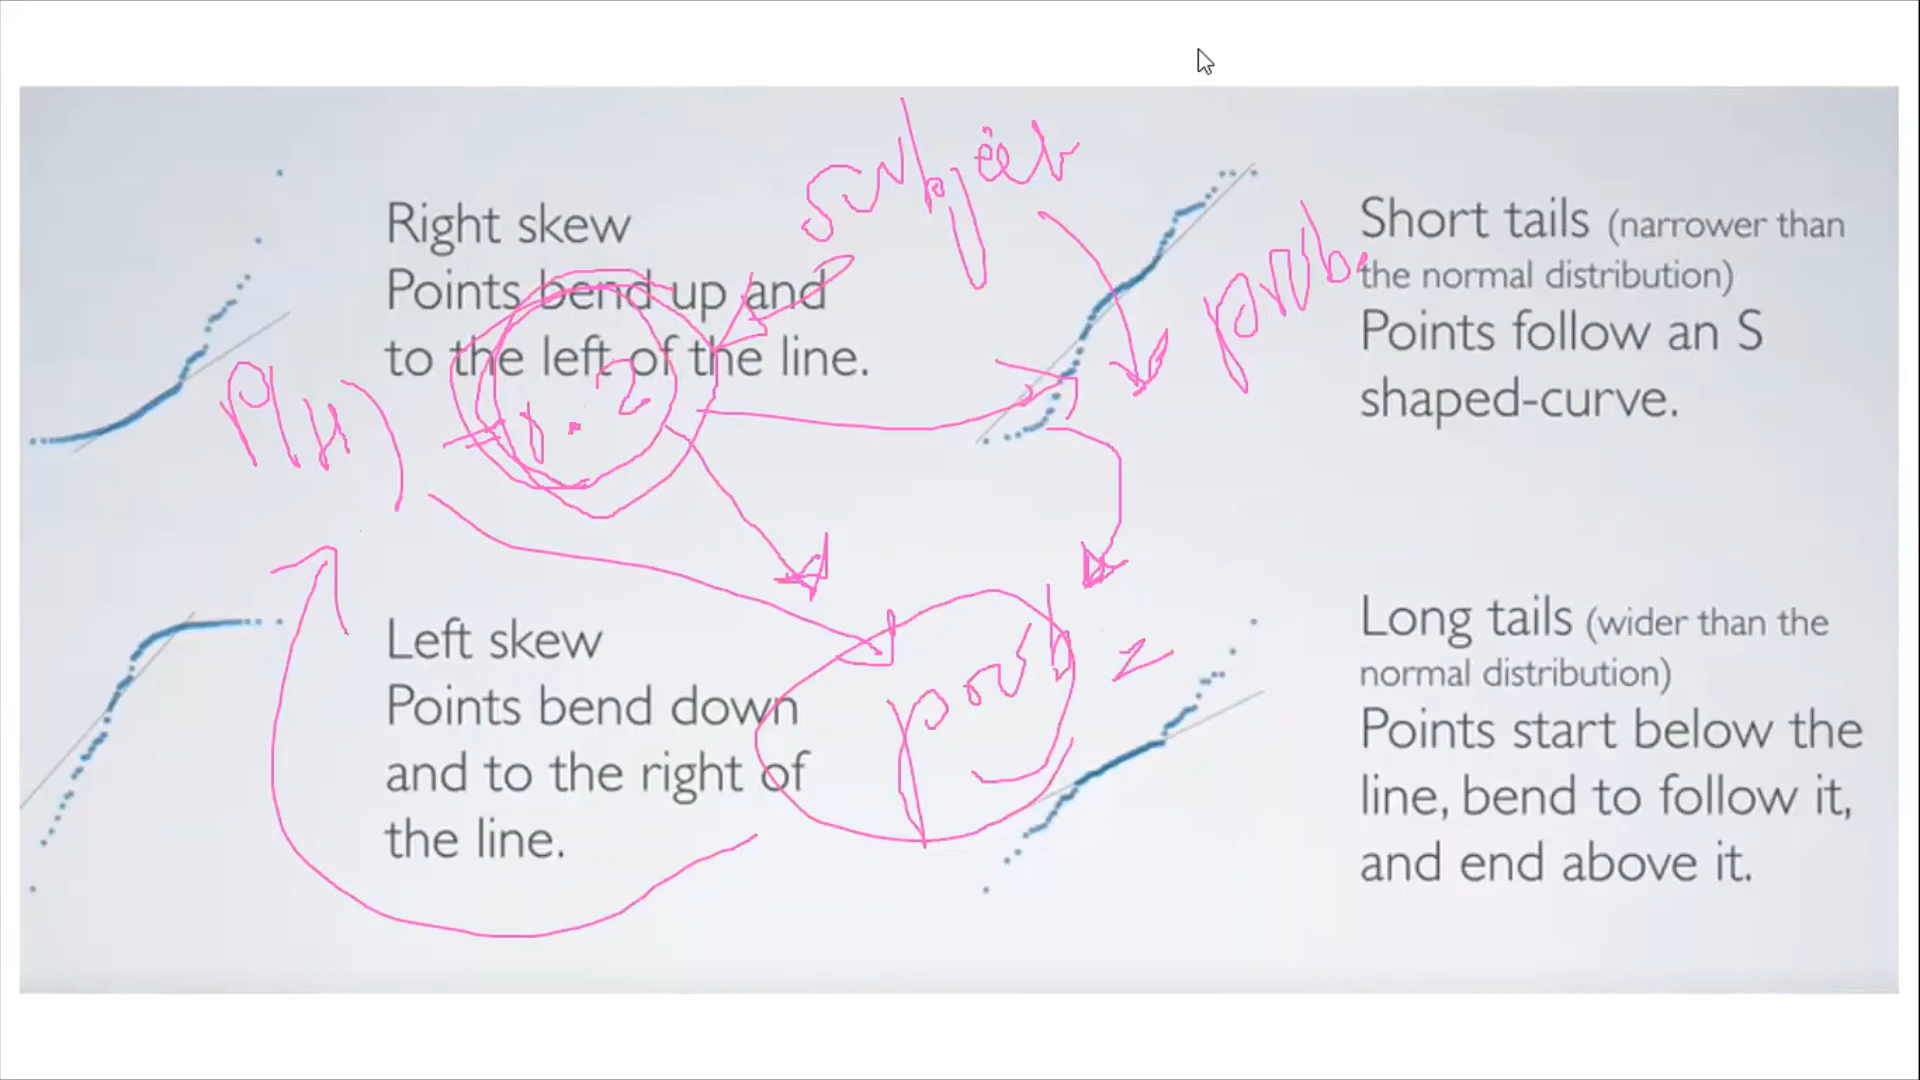 Right skew
Points bend up and
to the left of the line.
Short tails (narrower than
the normal distribution)
Points follow an S
shaped-curve.
Left skew
Points bend down
and to the right of
the line.
Long tails (wider than the
normal distribution)
Points start below the
line, bend to follow it,
and end above it.
P(H)
prob